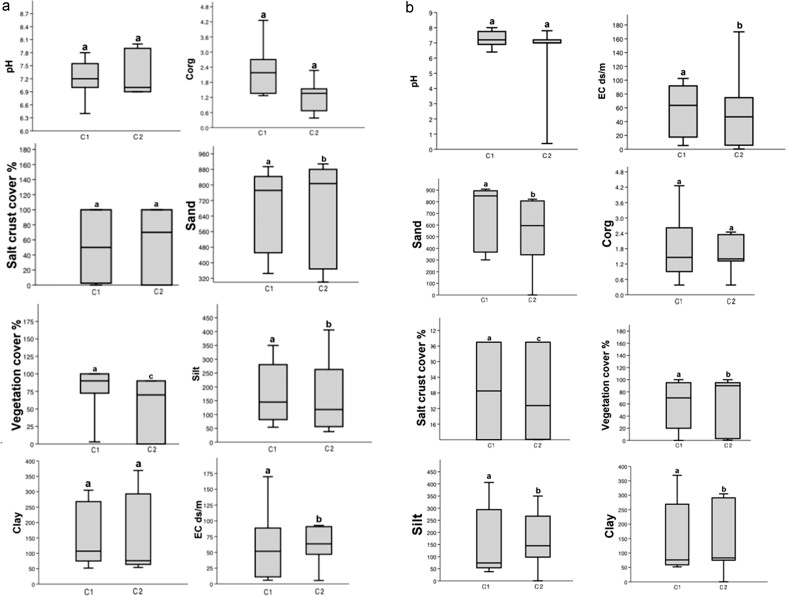 a
pH
8.4
8.1
7.8
7.5
7.2
6.9
6.6
6.3
6.0
a
a
C1
C2
Corg
4.8
4.2
3.6
3.0
2.4
1.8
1.2
0.6
0.0
a
a
C1
C2
Salt crust cover %
180
160
140
120
100
80
60
40
20
0
a
a
C1
C2
Sand
960
880
800
720
640
560
480
400
320
a
b
C1
C2
Vegetation cover %
175
150
125
100
75
50
25
0
a
c
C1
C2
Silt
450
400
350
300
250
200
150
100
50
0
a
b
C1
C2
Clay
400
350
300
250
200
150
100
50
0
a
a
C1
C2
EC ds/m
175
150
125
100
75
50
25
0
a
b
C1
C2
b
pH
9
8
7
6
5
4
3
2
1
0
a
a
C1
C2
EC ds/m
180
160
140
120
100
80
60
40
20
0
a
b
C1
C2
Sand
900
800
700
600
500
400
300
200
100
0
a
b
C1
C2
Corg
4.8
4.2
3.6
3.0
2.4
1.8
1.2
0.6
0.0
a
a
C1
C2
Salt crust cover %
a
c
C1
C2
Vegetation cover %
180
160
140
120
100
80
60
40
20
0
a
b
C1
C2
Silt
450
400
350
300
250
200
150
100
50
0
a
b
C1
C2
Clay
400
350
300
250
200
150
100
50
0
a
b
C1
C2